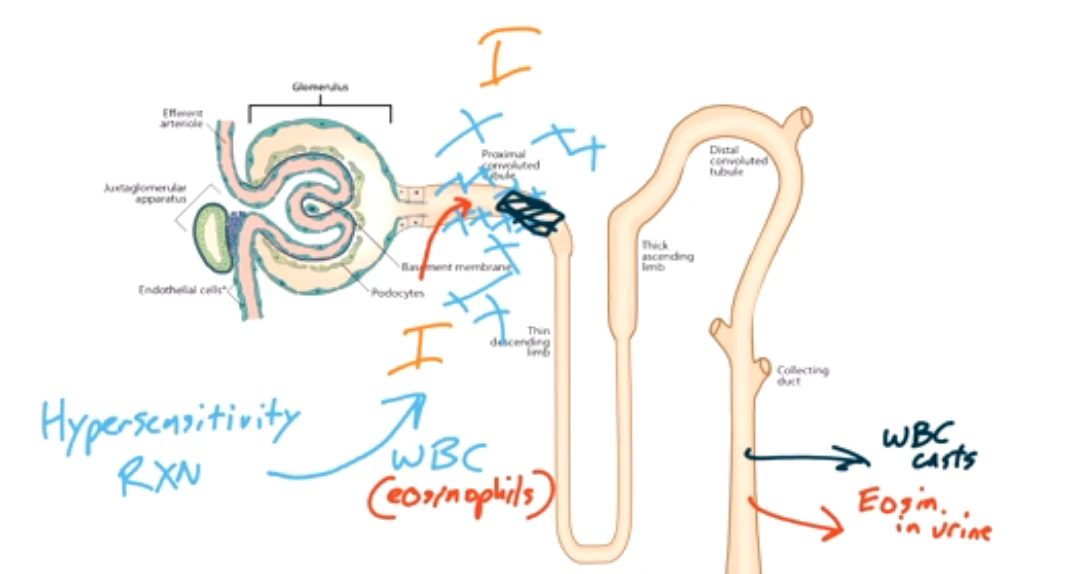 I
Glomerulus
Efferent
arteriole
Juxtaglomerular
apparatus
Endothelial cells*
Basement membrane
Podocytes
Proximal
convoluted
tubule
Distal
convoluted
tubule
Thick
ascending
limb
Thin
descending
limb
Collecting
duct
I
Hypersensitivity
RXN
WBC
(eosinophils)
WBC
casts
Eosin.
in urine